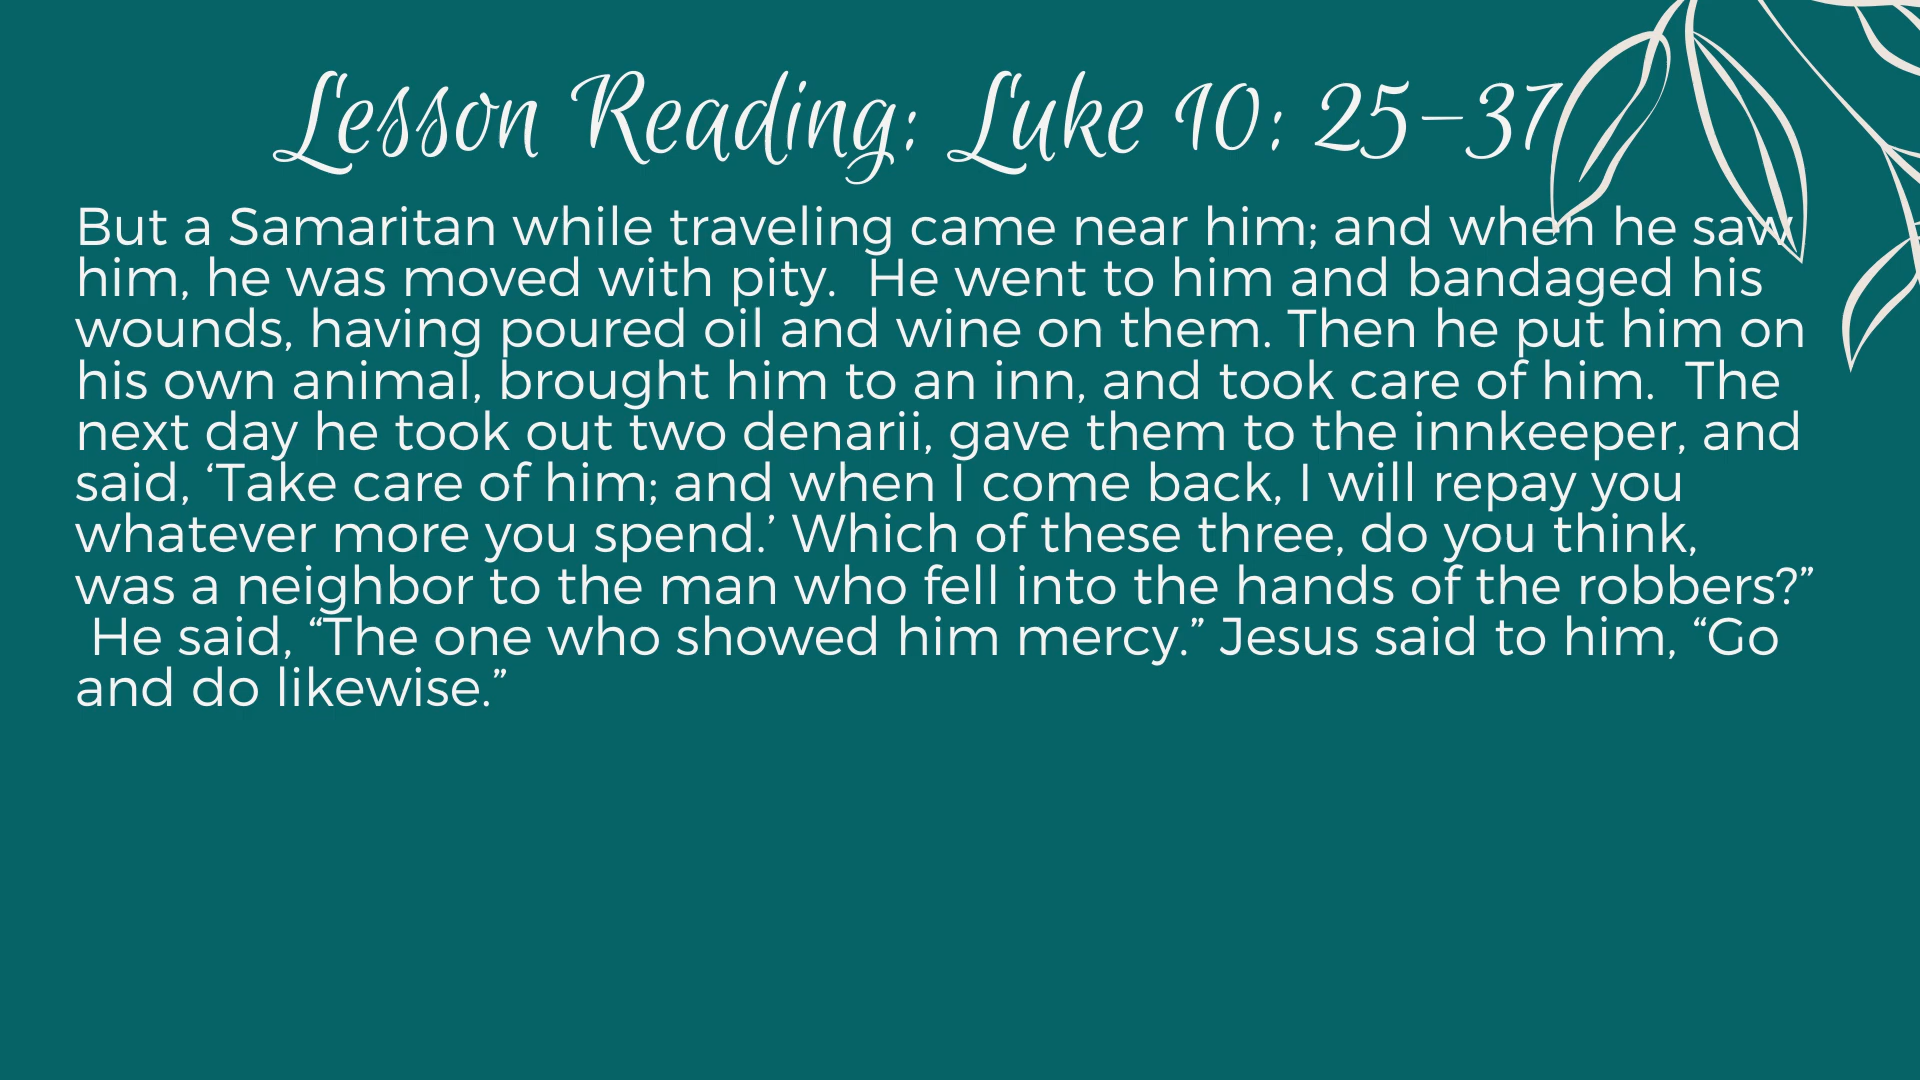 Lesson Reading: Luke 10: 25-37
But a Samaritan while traveling came near him; and when he saw
him, he was moved with pity.  He went to him and bandaged his
wounds, having poured oil and wine on them. Then he put him on
his own animal, brought him to an inn, and took care of him.  The
next day he took out two denarii, gave them to the innkeeper, and
said, ‘Take care of him; and when I come back, I will repay you
whatever more you spend.’ Which of these three, do you think,
was a neighbor to the man who fell into the hands of the robbers?”
He said, “The one who showed him mercy.” Jesus said to him, “Go
and do likewise.”